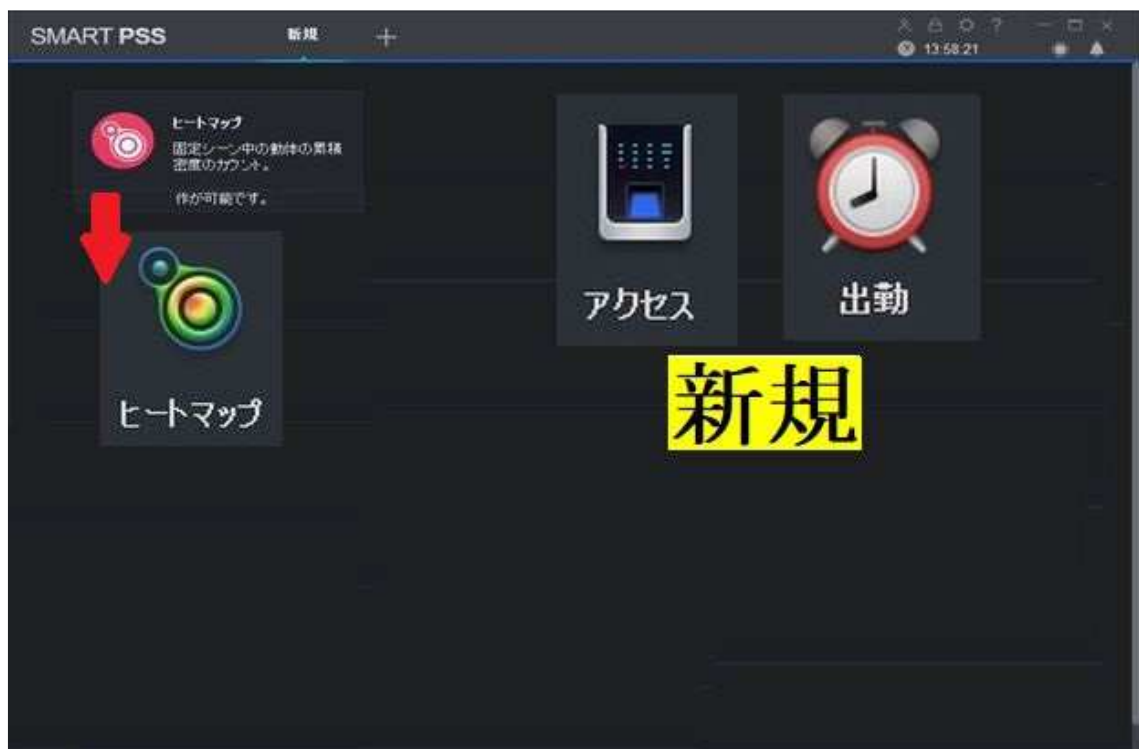 SMART PSS
新規
13:58:21
ヒートマップ
固定シーン中の動体の累積
密度のカウント。
作が可能です。
アクセス
出勤
新規
ヒートマップ